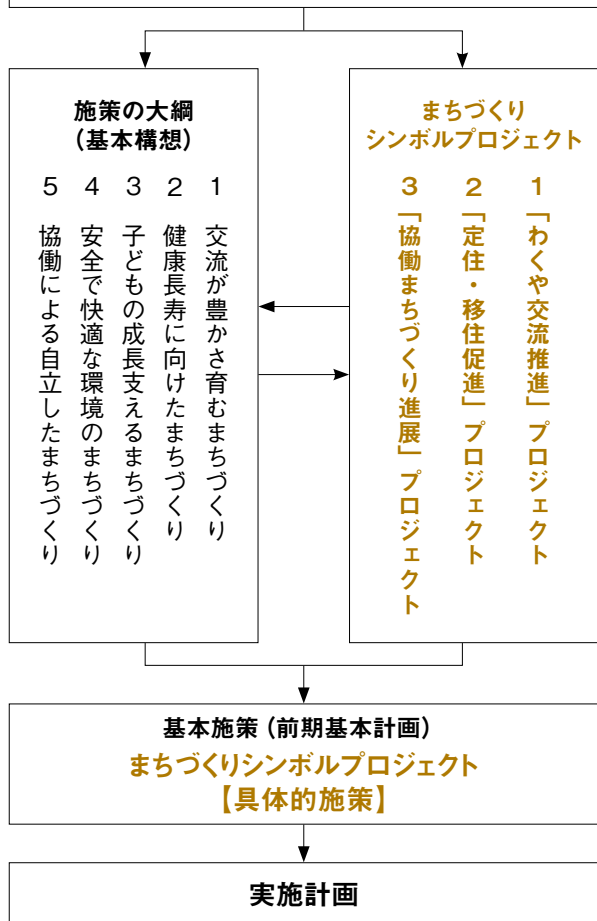 施策の大綱
（基本構想）
1 交流が豊かさ育むまちづくり
2 健康長寿に向けたまちづくり
3 子どもの成長支えるまちづくり
4 安全で快適な環境のまちづくり
5 協働による自立したまちづくり
まちづくり
シンボルプロジェクト
1 「わくや交流推進」プロジェクト
2 「定住・移住促進」プロジェクト
3 「協働まちづくり進展」プロジェクト
基本施策（前期基本計画）
まちづくりシンボルプロジェクト
【具体的施策】
実施計画